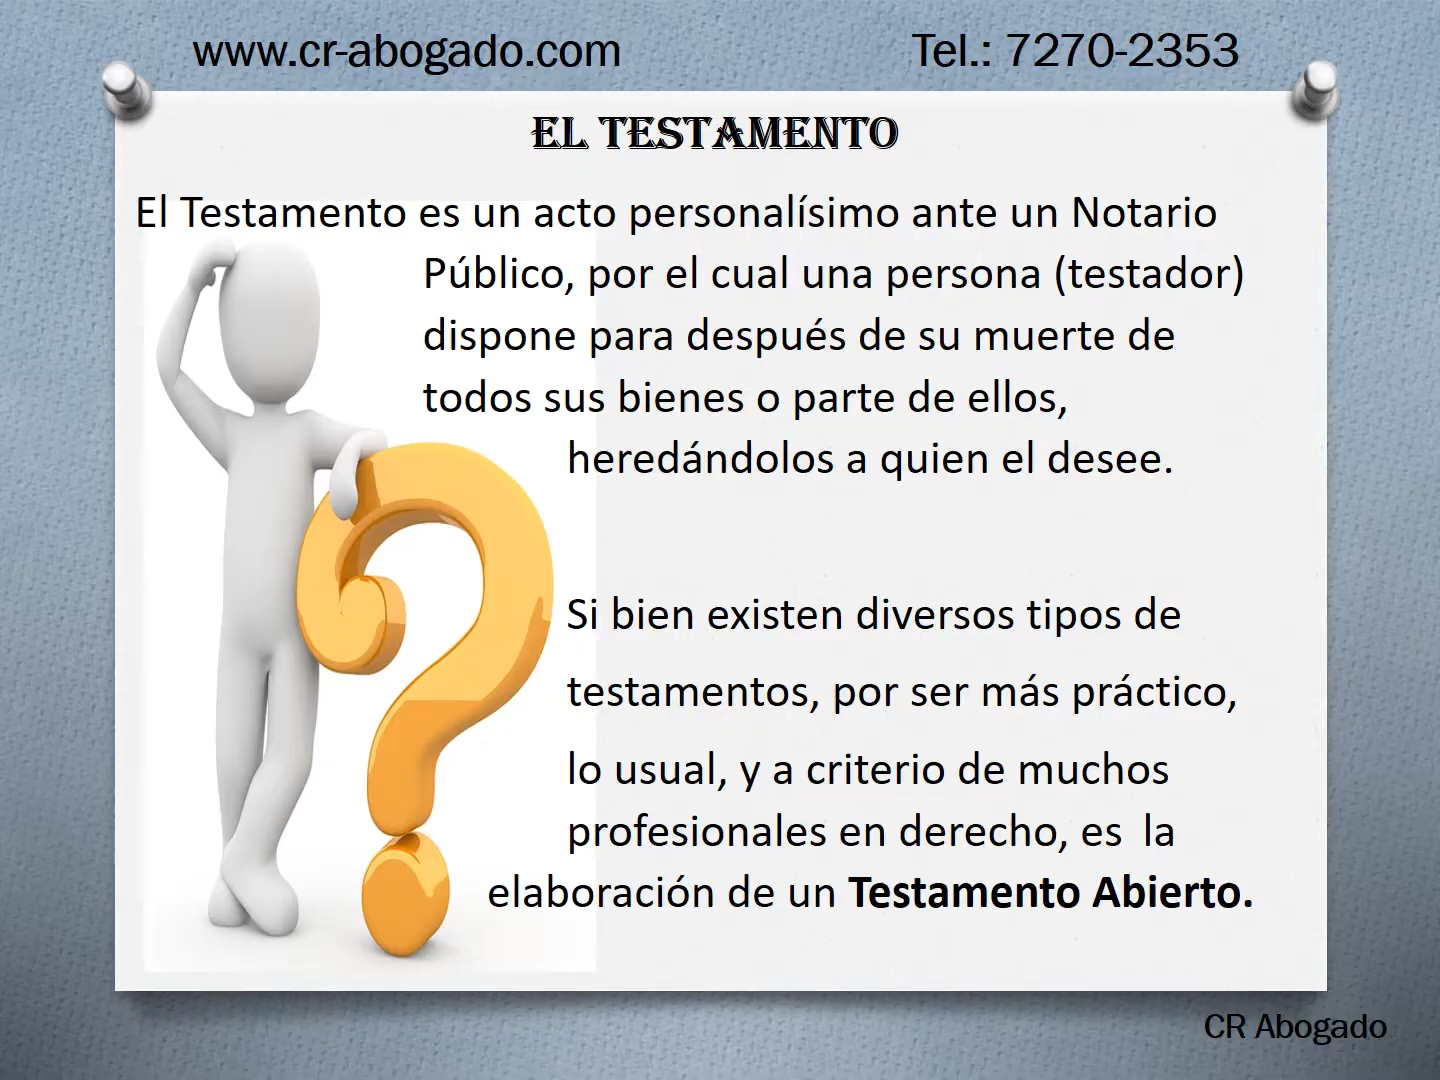 www.cr-abogado.com Tel.: 7270-2353
EL TESTAMENTO
El Testamento es un acto personalísimo ante un Notario
Público, por el cual una persona (testador)
dispone para después de su muerte de
todos sus bienes o parte de ellos,
heredándolos a quien el desee.
Si bien existen diversos tipos de
testamentos, por ser más práctico,
lo usual, y a criterio de muchos
profesionales en derecho, es la
elaboración de un Testamento Abierto.
CR Abogado